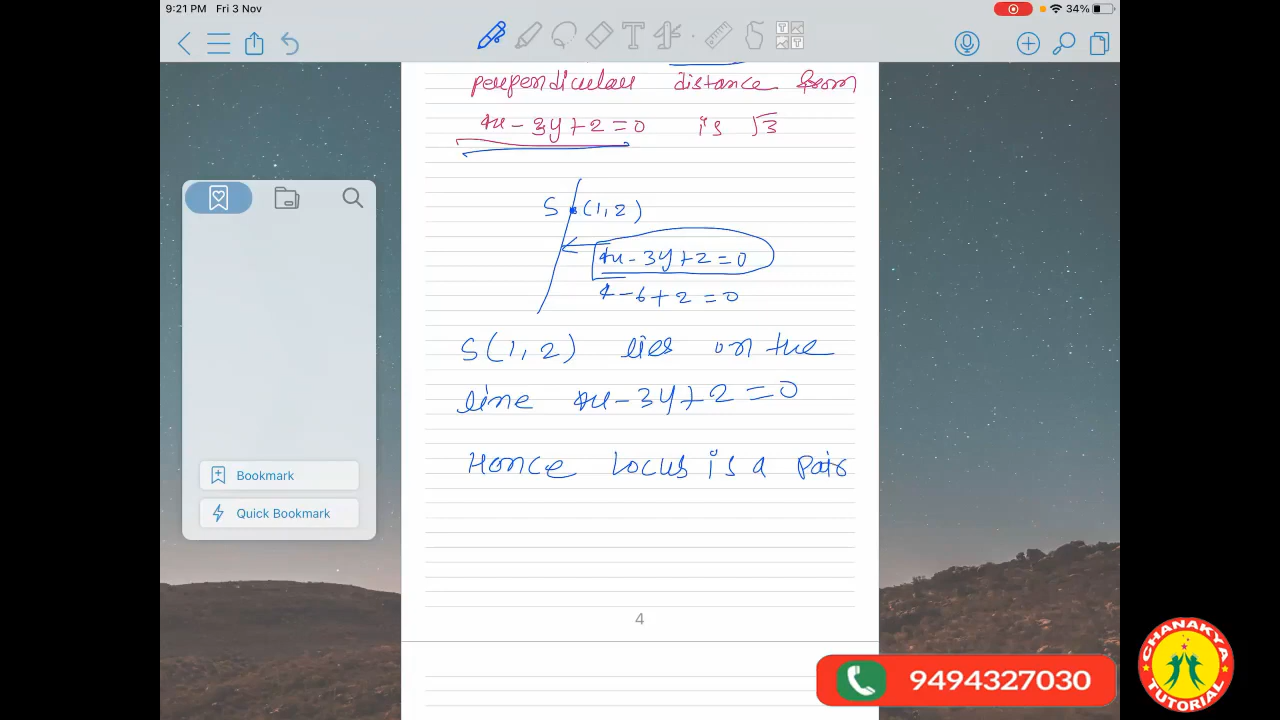 9:21 PM Fri 3 Nov
34%
perpendicular distance from
4x - 3y + 2 = 0 is √3
S (1, 2)
4x - 3y + 2 = 0
4 - 6 + 2 = 0
S(1, 2) lies on the
line 4x - 3y + 2 = 0
Hence Locus is a pair
Bookmark
Quick Bookmark
4
CHANAKYA
TUTORIAL
9494327030